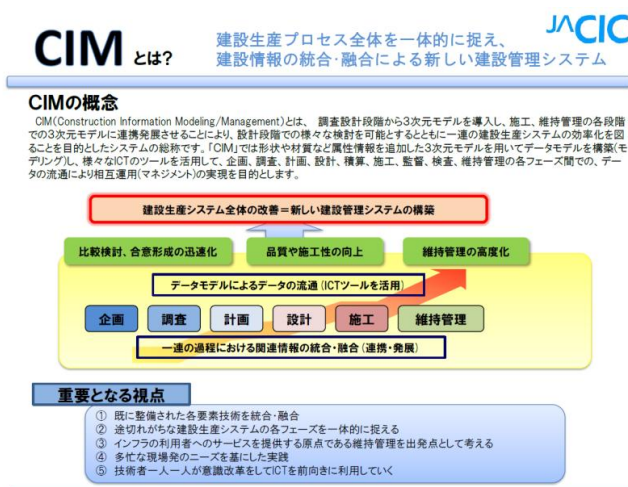 CIM とは?
建設生産プロセス全体を一体的に捉え、
建設情報の統合・融合による新しい建設管理システム
JACIC
CIMの概念
CIM(Construction Information Modeling/Management)とは、 調査設計段階から3次元モデルを導入し、施工、維持管理の各段階
での3次元モデルに連携発展させることにより、設計段階での様々な検討を可能とするとともに一連の建設生産システムの効率化を図
ることを目的としたシステムの総称です。「CIM」では形状や材質など属性情報を追加した3次元モデルを用いてデータモデルを構築(モ
デリング)し、様々なICTのツールを活用して、企画、調査、計画、設計、積算、施工、監督、検査、維持管理の各フェーズ間での、デー
タの流通により相互運用(マネジメント)の実現を目的とします。
建設生産システム全体の改善=新しい建設管理システムの構築
比較検討、合意形成の迅速化
品質や施工性の向上
維持管理の高度化
データモデルによるデータの流通(ICTツールを活用)
企画
調査
計画
設計
施工
維持管理
一連の過程における関連情報の統合・融合(連携・発展)
重要となる視点
① 既に整備された各要素技術を統合・融合
② 途切れがちな建設生産システムの各フェーズを一体的に捉える
③ インフラの利用者へのサービスを提供する原点である維持管理を出発点として考える
④ 多忙な現場発のニーズを基にした実践
⑤ 技術者一人一人が意識改革をしてICTを前向きに利用していく